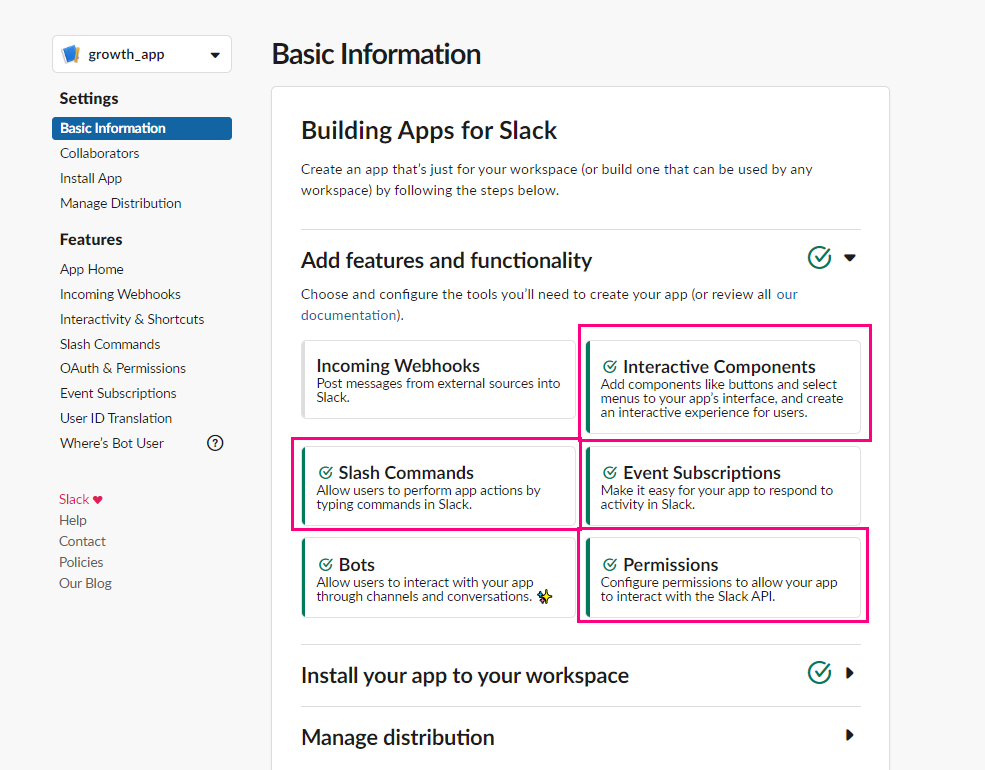 growth_app
Settings
Basic Information
Collaborators
Install App
Manage Distribution
Features
App Home
Incoming Webhooks
Interactivity & Shortcuts
Slash Commands
OAuth & Permissions
Event Subscriptions
User ID Translation
Where's Bot User
?
Slack
Help
Contact
Policies
Our Blog
Basic Information
Building Apps for Slack
Create an app that's just for your workspace (or build one that can be used by any
workspace) by following the steps below.
Add features and functionality
Choose and configure the tools you'll need to create your app (or review all our
documentation).
Incoming Webhooks
Post messages from external sources into
Slack.
Interactive Components
Add components like buttons and select
menus to your app's interface, and create
an interactive experience for users.
Slash Commands
Allow users to perform app actions by
typing commands in Slack.
Event Subscriptions
Make it easy for your app to respond to
activity in Slack.
Bots
Allow users to interact with your app
through channels and conversations.
Permissions
Configure permissions to allow your app
to interact with the Slack API.
Install your app to your workspace
Manage distribution